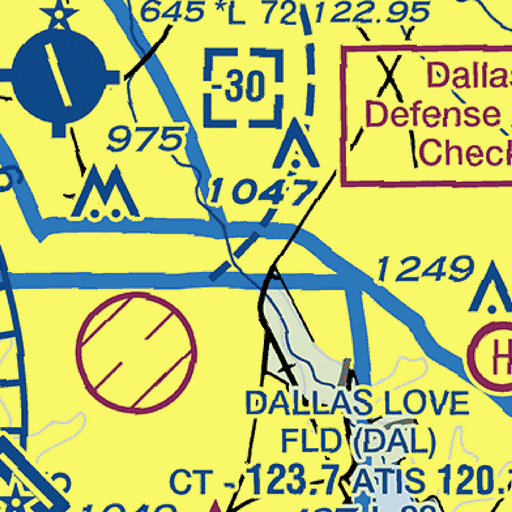 645 *L 72 122.95
-30
Dallas
Defense
Check
975
1047
1249
H
DALLAS LOVE
FLD (DAL)
CT - 123.7 ATIS 120.